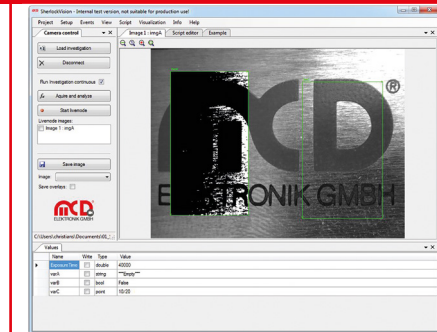 SherlockVision - Internal test version, not suitable for production use!
Project Setup Events View Script Visualization Info Help
Camera control
Image 1 : imgA Script editor Example
Load investigation
Disconnect
Run investigation continuous
Aquire and analyse
Start livemode
Livemode images:
Image 1 : imgA
Save image
Image:
Save overlays
MCD
ELEKTRONIK GMBH
MCD ®
E RONIK GMBH
Values
Name Write Type Value
ExposureTime double 40000
varA string ""Empty""
varB bool False
varC point 10/20